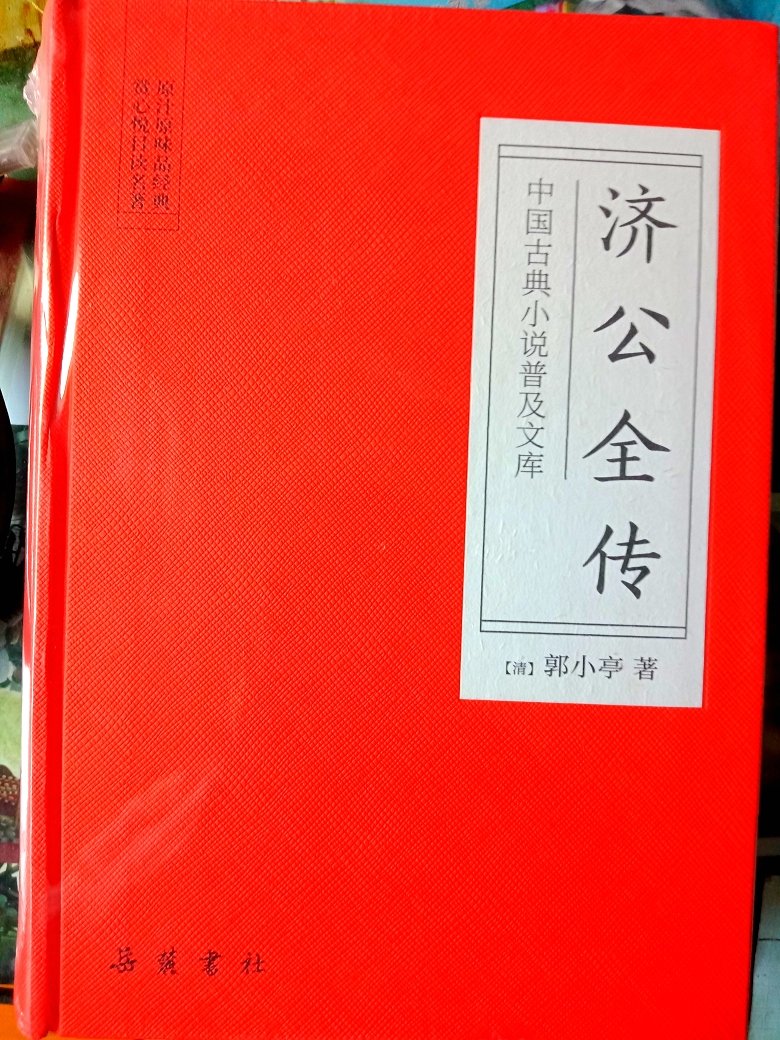 原汁原味品经典
赏心悦目读名著
济公全传
中国古典小说普及文库
【清】郭小亭 著
岳麓书社